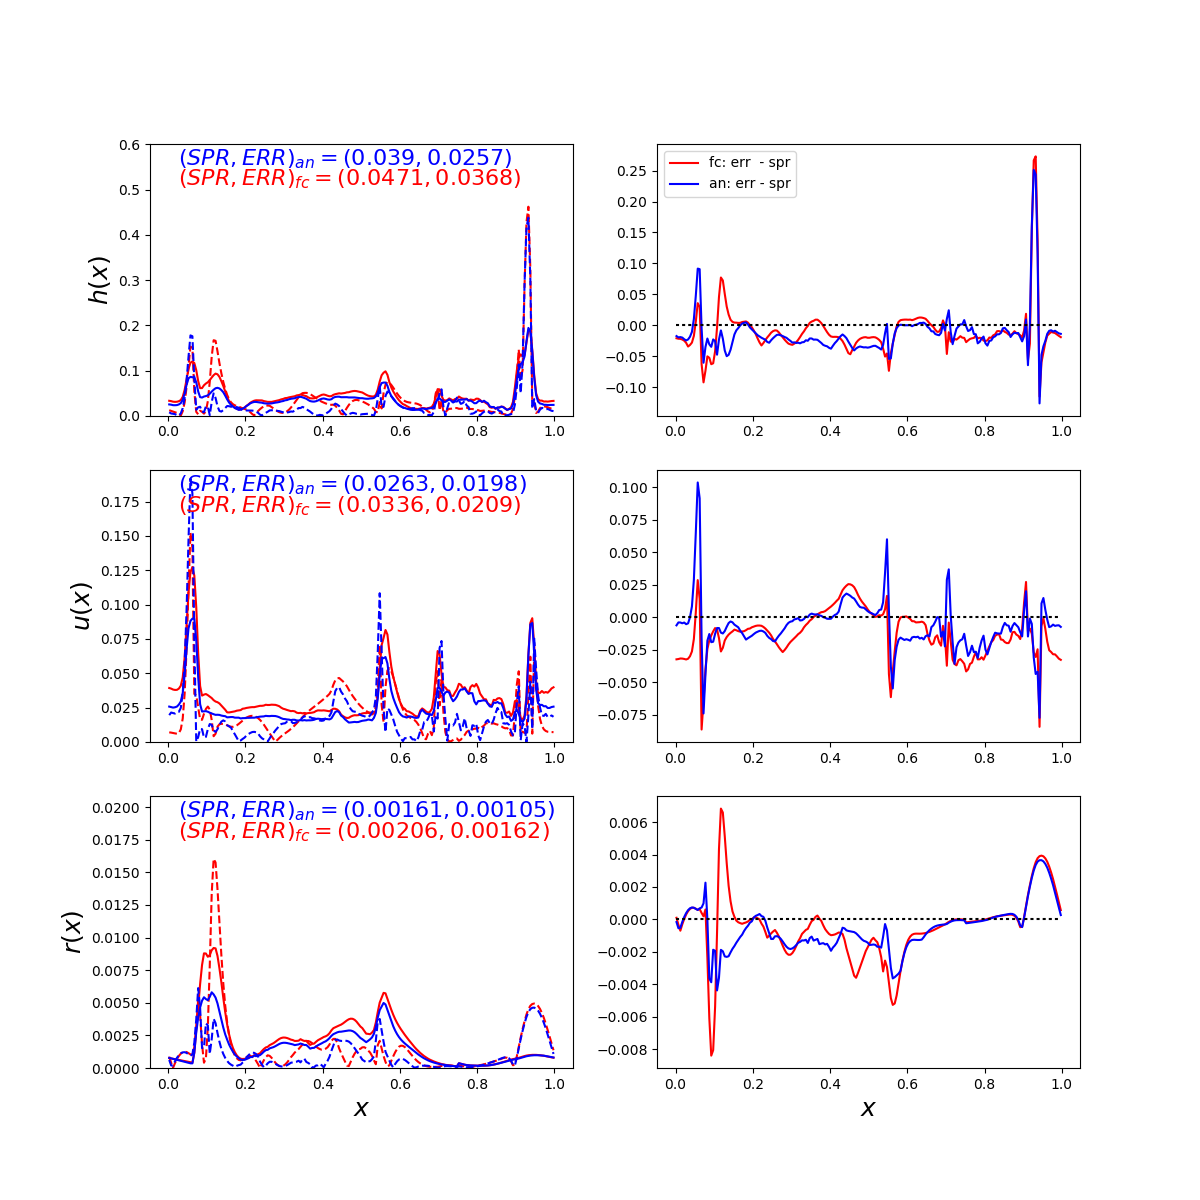 (SPR, ERR)_{an} = (0.039, 0.0257)
(SPR, ERR)_{fc} = (0.0471, 0.0368)
h(x)
0.6
0.5
0.4
0.3
0.2
0.1
0.0
0.0 0.2 0.4 0.6 0.8 1.0
fc: err - spr
an: err - spr
0.25
0.20
0.15
0.10
0.05
0.00
−0.05
−0.10
0.0 0.2 0.4 0.6 0.8 1.0
(SPR, ERR)_{an} = (0.0263, 0.0198)
(SPR, ERR)_{fc} = (0.0336, 0.0209)
u(x)
0.175
0.150
0.125
0.100
0.075
0.050
0.025
0.000
0.0 0.2 0.4 0.6 0.8 1.0
0.100
0.075
0.050
0.025
0.000
−0.025
−0.050
−0.075
0.0 0.2 0.4 0.6 0.8 1.0
(SPR, ERR)_{an} = (0.00161, 0.00105)
(SPR, ERR)_{fc} = (0.00206, 0.00162)
r(x)
0.0200
0.0175
0.0150
0.0125
0.0100
0.0075
0.0050
0.0025
0.0000
0.0 0.2 0.4 0.6 0.8 1.0
x
0.006
0.004
0.002
0.000
−0.002
−0.004
−0.006
−0.008
0.0 0.2 0.4 0.6 0.8 1.0
x